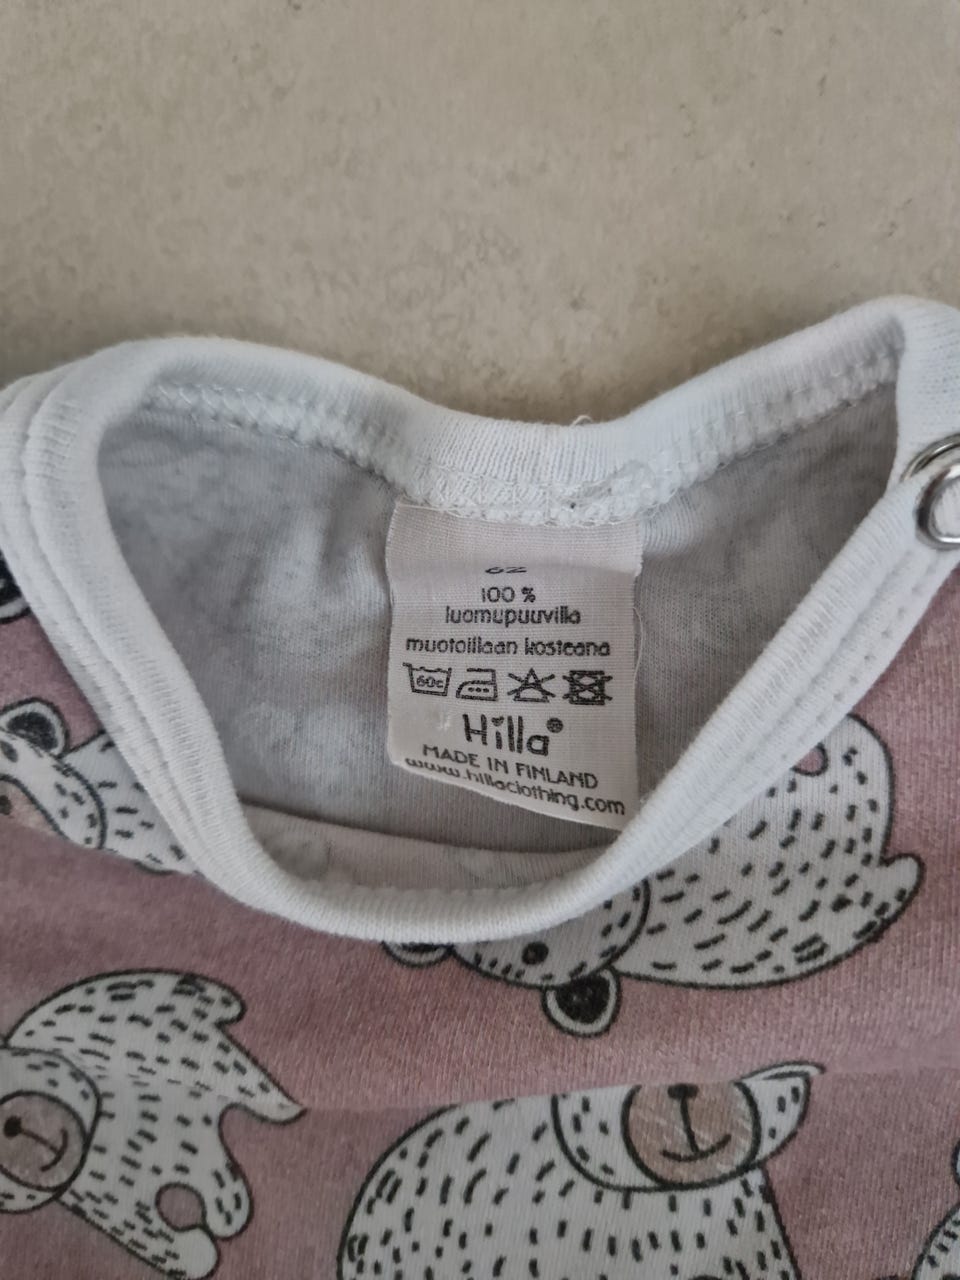 62
100 %
luomupuuvilla
muotoillaan kosteana
60c
Hilla®
MADE IN FINLAND
www.hillaclothing.com